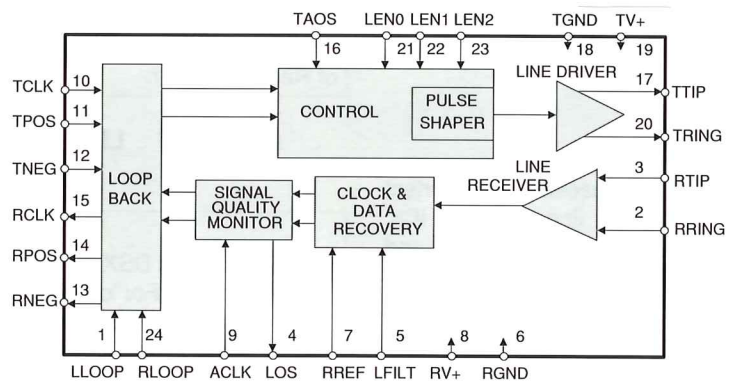 TAOS LEN0 LEN1 LEN2 TGND TV+
16 21 22 23 18 19
TCLK 10
TPOS 11
TNEG 12
RCLK 15
RPOS 14
RNEG 13
LOOP
BACK
CONTROL
PULSE
SHAPER
LINE DRIVER
17 TTIP
20 TRING
LINE
RECEIVER
3 RTIP
2 RRING
SIGNAL
QUALITY
MONITOR
CLOCK &
DATA
RECOVERY
1 24 9 4 7 5 8 6
LLOOP RLOOP ACLK LOS RREF LFILT RV+ RGND